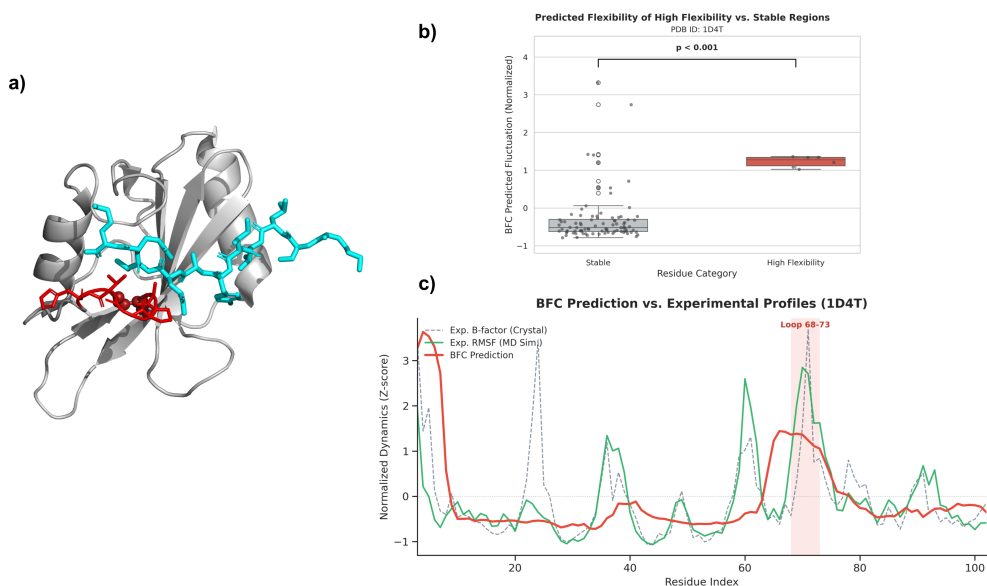 a)
b)
Predicted Flexibility of High Flexibility vs. Stable Regions
PDB ID: 1D4T
p < 0.001
BFC Predicted Fluctuation (Normalized)
4
3
2
1
0
−1
Stable
High Flexibility
Residue Category
c)
BFC Prediction vs. Experimental Profiles (1D4T)
Loop 68-73
Exp. B-factor (Crystal)
Exp. RMSF (MD Sim.)
BFC Prediction
Normalized Dynamics (Z-score)
3
2
1
0
−1
20
40
60
80
100
Residue Index